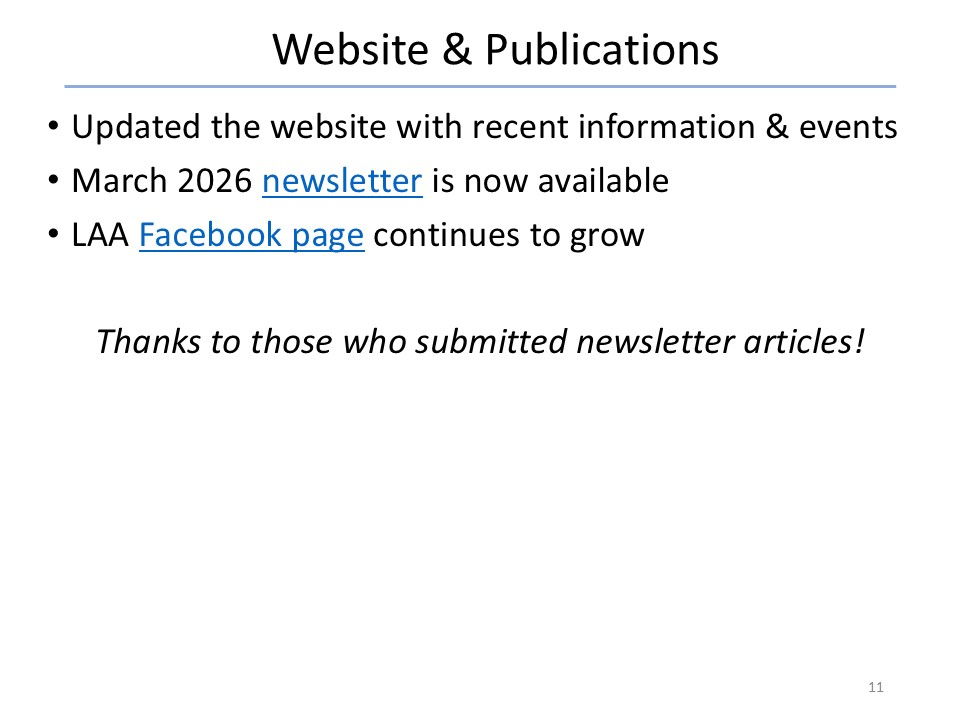 Website & Publications
• Updated the website with recent information & events
• March 2026 newsletter is now available
• LAA Facebook page continues to grow
Thanks to those who submitted newsletter articles!
11